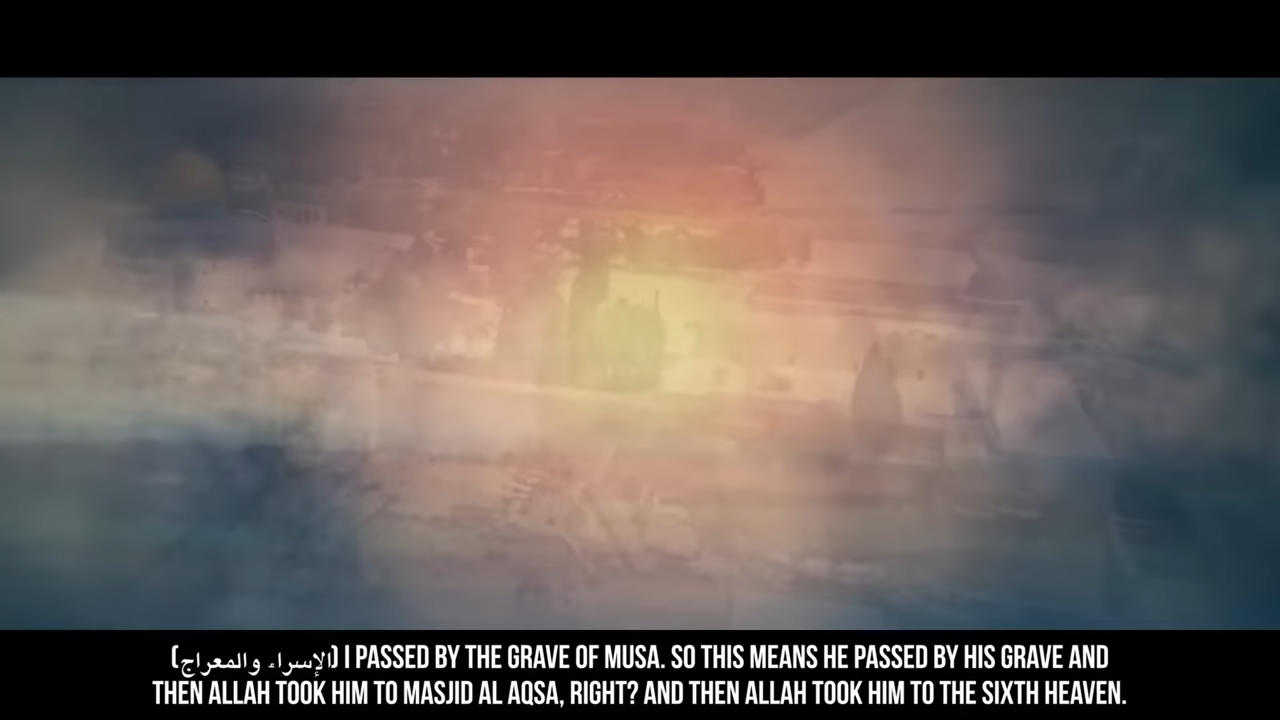 (الإسراء والمعراج) I PASSED BY THE GRAVE OF MUSA. SO THIS MEANS HE PASSED BY HIS GRAVE AND
THEN ALLAH TOOK HIM TO MASJID AL AQSA, RIGHT? AND THEN ALLAH TOOK HIM TO THE SIXTH HEAVEN.